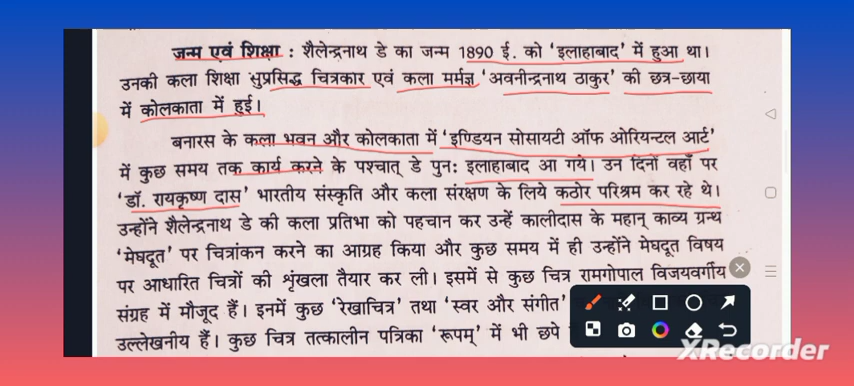 जन्म एवं शिक्षा : शैलेन्द्रनाथ डे का जन्म 1890 ई. को 'इलाहाबाद' में हुआ था।
उनकी कला शिक्षा सुप्रसिद्ध चित्रकार एवं कला मर्मज्ञ 'अवनीन्द्रनाथ ठाकुर' की छत्र-छाया
में कोलकाता में हुई।
बनारस के कला भवन और कोलकाता में 'इण्डियन सोसायटी ऑफ ओरियन्टल आर्ट'
में कुछ समय तक कार्य करने के पश्चात् डे पुन: इलाहाबाद आ गये। उन दिनों वहाँ पर
'डॉ. रायकृष्ण दास' भारतीय संस्कृति और कला संरक्षण के लिये कठोर परिश्रम कर रहे थे।
उन्होंने शैलेन्द्रनाथ डे की कला प्रतिभा को पहचान कर उन्हें कालीदास के महान् काव्य ग्रन्थ
'मेघदूत' पर चित्रांकन करने का आग्रह किया और कुछ समय में ही उन्होंने मेघदूत विषय
पर आधारित चित्रों की शृंखला तैयार कर ली। इसमें से कुछ चित्र रामगोपाल विजयवर्गीय
संग्रह में मौजूद हैं। इनमें कुछ 'रेखाचित्र' तथा 'स्वर और संगीत'
उल्लेखनीय हैं। कुछ चित्र तत्कालीन पत्रिका 'रूपम्' में भी छपे
XRecorder